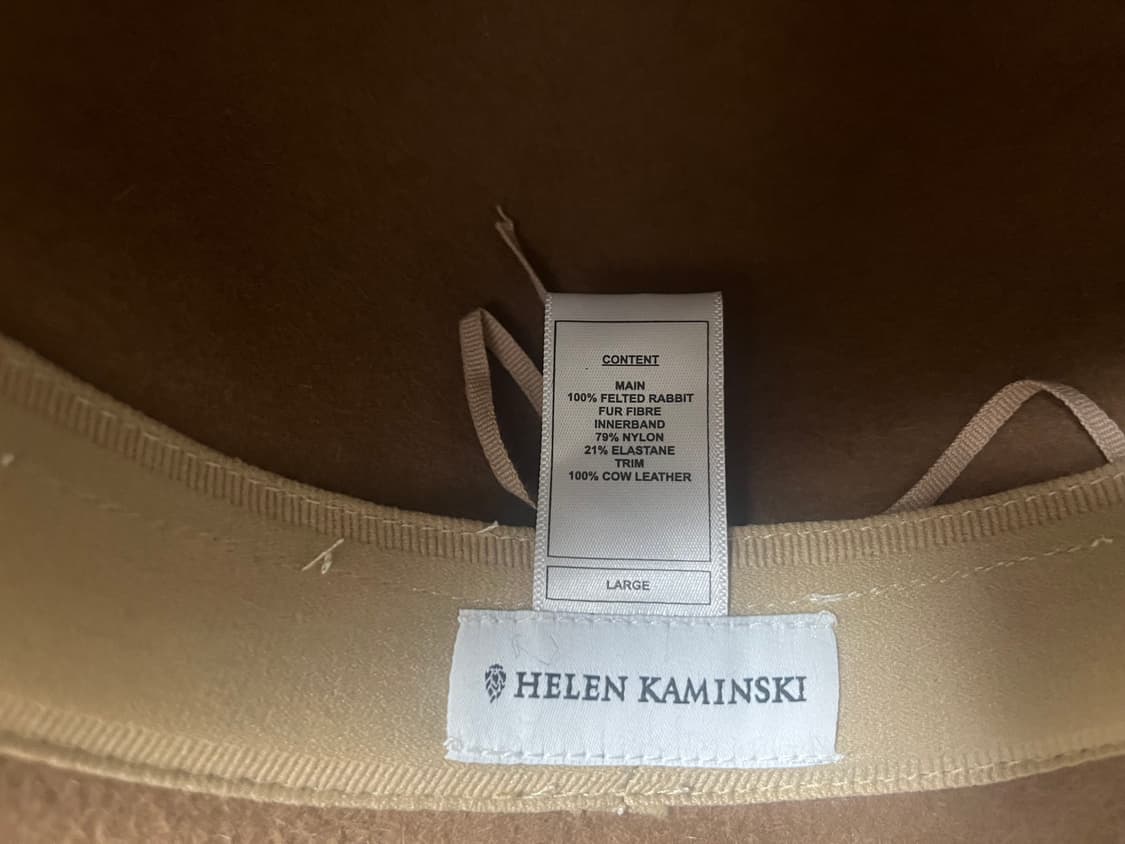 CONTENT
MAIN
100% FELTED RABBIT
FUR FIBRE
INNERBAND
79% NYLON
21% ELASTANE
TRIM
100% COW LEATHER
LARGE
HELEN KAMINSKI